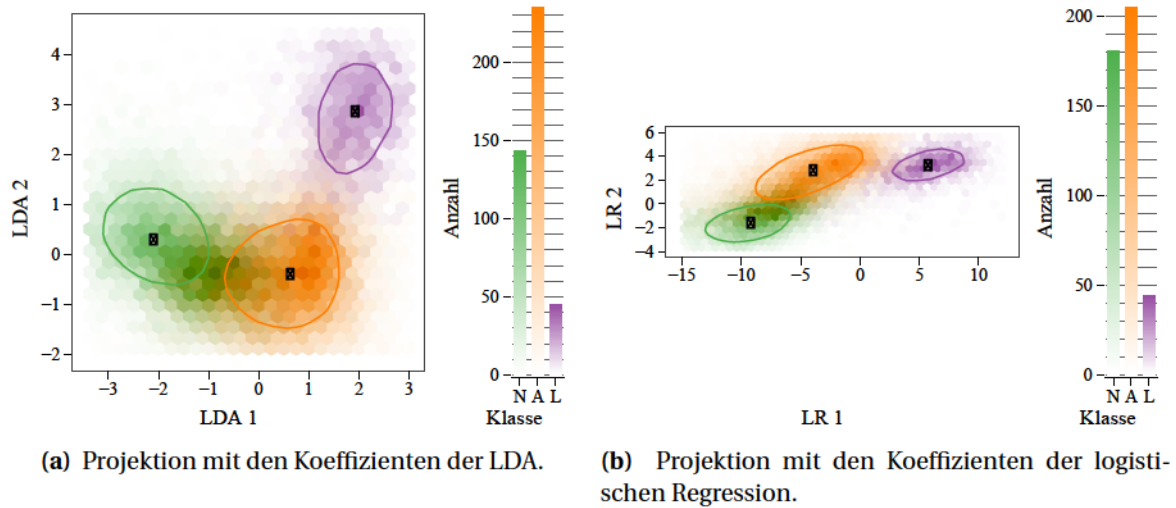 4
3
2
1
0
−1
−2
LDA 2
−3 −2 −1 0 1 2 3
LDA 1
200
150
100
50
0
Anzahl
N A L
Klasse
6
4
2
0
−2
−4
LR 2
−15 −10 −5 0 5 10
LR 1
200
150
100
50
0
Anzahl
N A L
Klasse
(a) Projektion mit den Koeffizienten der LDA.
(b) Projektion mit den Koeffizienten der logisti-
schen Regression.